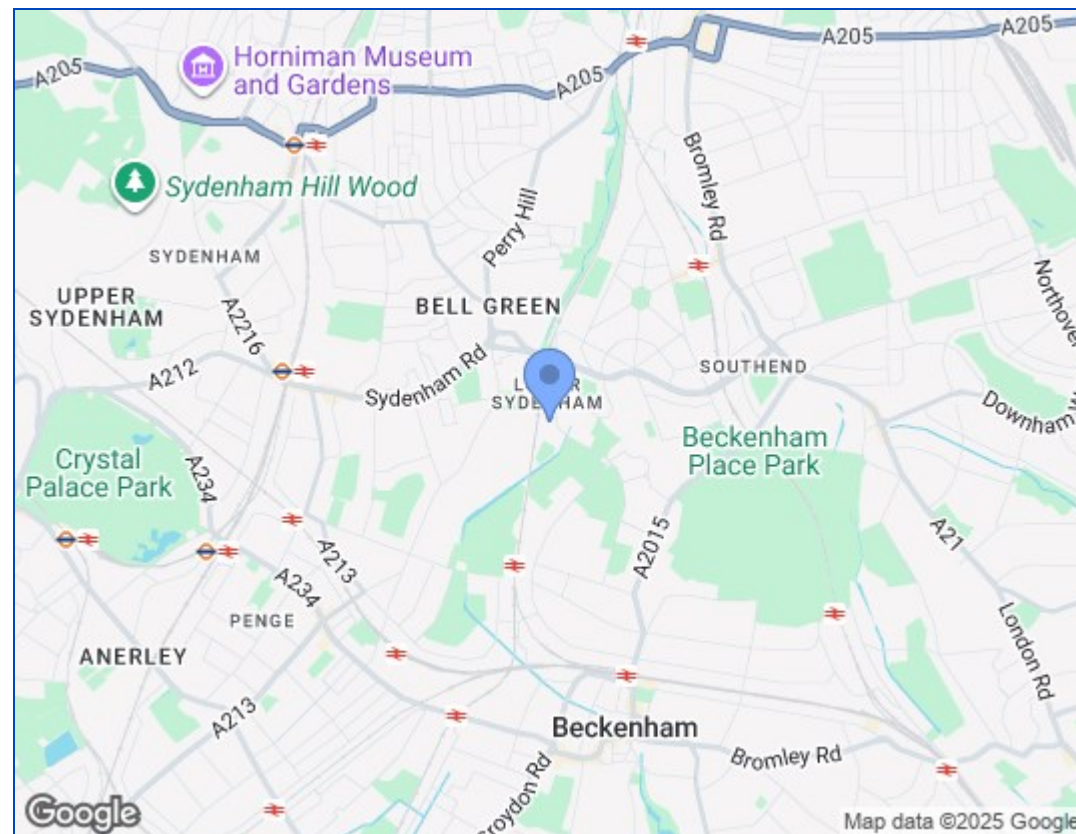 A205
A205
Horniman Museum
and Gardens
A205
A205
Sydenham Hill Wood
Bromley Rd
Perry Hill
SYDENHAM
UPPER
SYDENHAM
A2216
BELL GREEN
Northover
A212
Sydenham Rd
SYDENHAM
SOUTHEND
Downham W
Crystal
Palace Park
A234
Beckenham
Place Park
A2015
A21
A213
A234
PENGE
London Rd
ANERLEY
A213
Beckenham
Bromley Rd
Croydon Rd
Google
Map data ©2025 Google